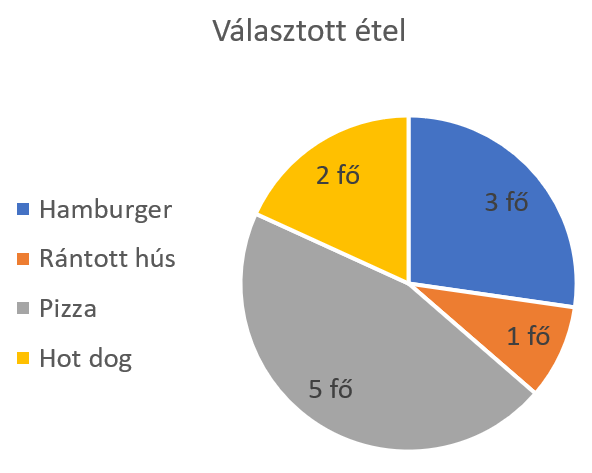 Választott étel
Hamburger
Rántott hús
Pizza
Hot dog
2 fő
3 fő
1 fő
5 fő